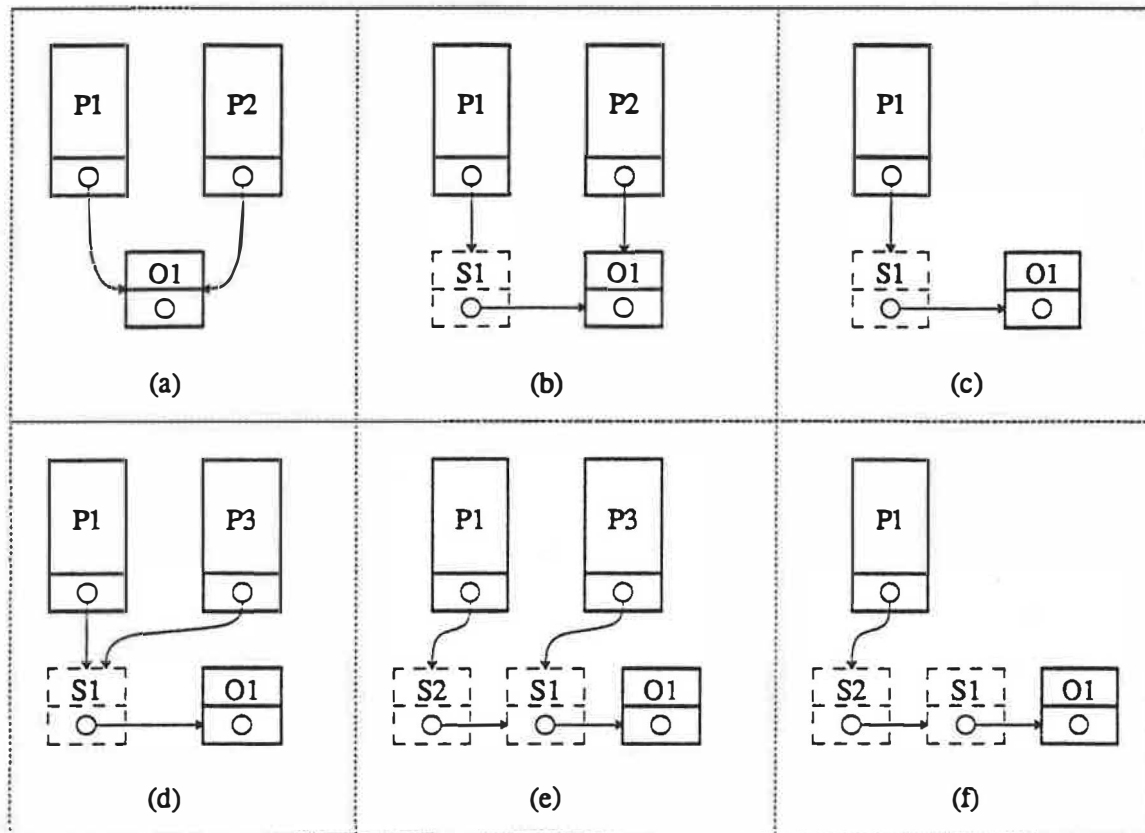 P1 P2
O1
(a)
P1 P2
S1 O1
(b)
P1
S1 O1
(c)
P1 P3
S1 O1
(d)
P1 P3
S2 S1 O1
(e)
P1
S2 S1 O1
(f)